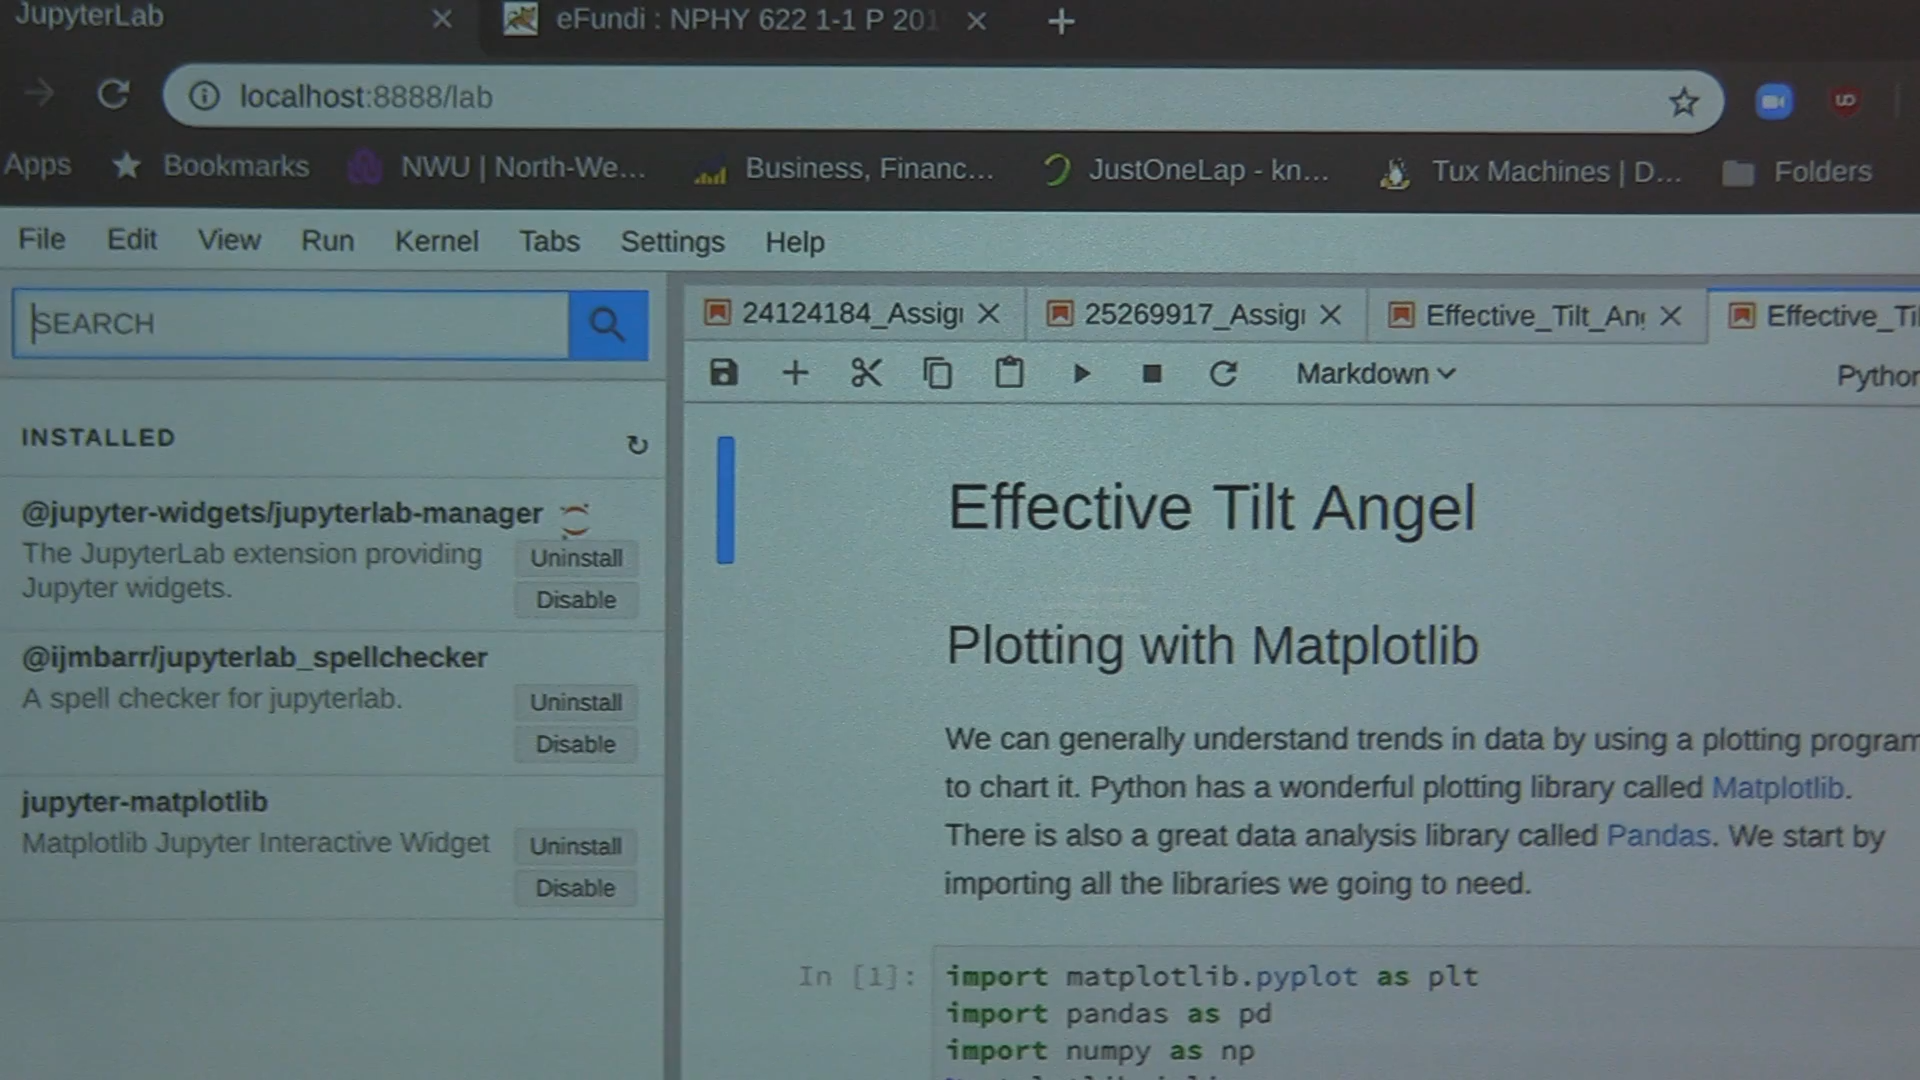 JupyterLab
eFundi : NPHY 622 1-1 P 201
localhost:8888/lab
Apps
Bookmarks
NWU | North-We...
Business, Financ...
JustOneLap - kn...
Tux Machines | D...
Folders
File Edit View Run Kernel Tabs Settings Help
SEARCH
24124184_Assig
25269917_Assig
Effective_Tilt_An
Effective_Ti
Markdown
Python
INSTALLED
@jupyter-widgets/jupyterlab-manager
The JupyterLab extension providing
Jupyter widgets.
Uninstall
Disable
@ijmbarr/jupyterlab_spellchecker
A spell checker for jupyterlab.
Uninstall
Disable
jupyter-matplotlib
Matplotlib Jupyter Interactive Widget
Uninstall
Disable
Effective Tilt Angel
Plotting with Matplotlib
We can generally understand trends in data by using a plotting program
to chart it. Python has a wonderful plotting library called Matplotlib.
There is also a great data analysis library called Pandas. We start by
importing all the libraries we going to need.
In [1]:
import matplotlib.pyplot as plt
import pandas as pd
import numpy as np